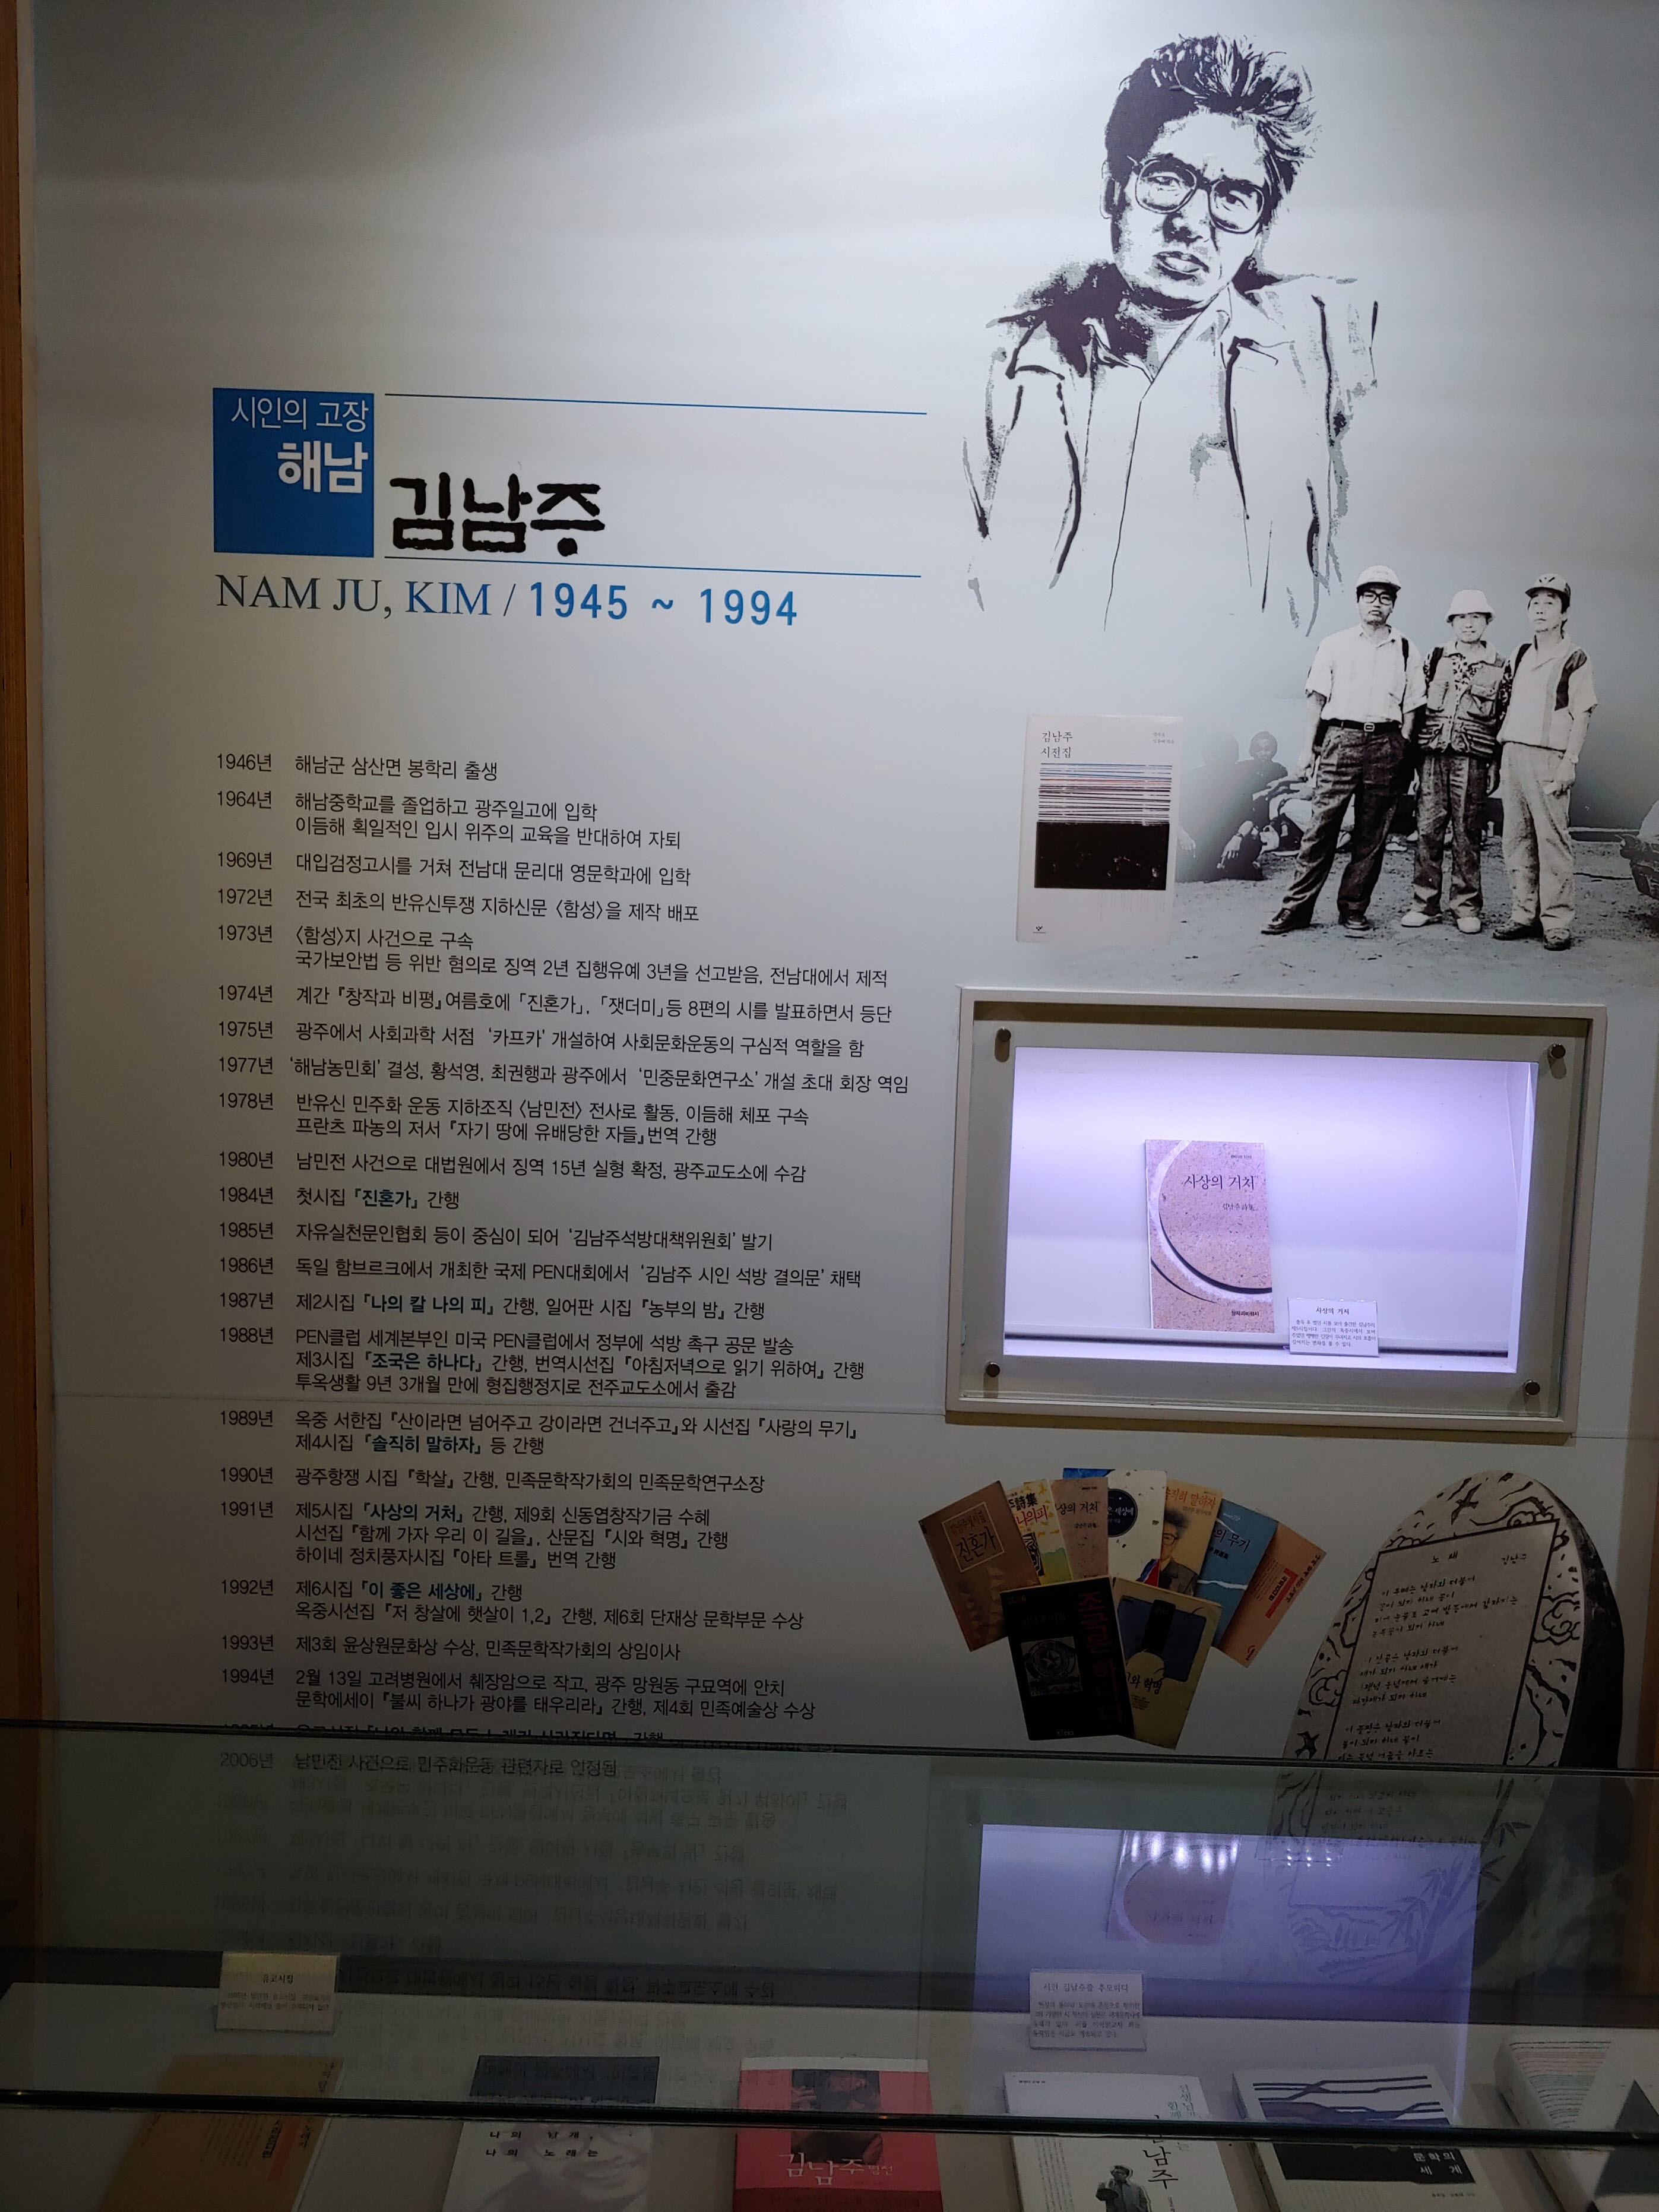 시인의 고장
해남
김남주
NAM JU, KIM / 1945 ~ 1994
1946년 해남군 삼산면 봉학리 출생
1964년 해남중학교를 졸업하고 광주일고에 입학
이듬해 획일적인 입시 위주의 교육을 반대하여 자퇴
1969년 대입검정고시를 거쳐 전남대 문리대 영문학과에 입학
1972년 전국 최초의 반유신투쟁 지하신문 〈함성〉을 제작 배포
1973년 〈함성〉지 사건으로 구속
국가보안법 등 위반 혐의로 징역 2년 집행유예 3년을 선고받음, 전남대에서 제적
1974년 계간 『창작과 비평』여름호에 「진혼가」, 「잿더미」등 8편의 시를 발표하면서 등단
1975년 광주에서 사회과학 서점 '카프카' 개설하여 사회문화운동의 구심적 역할을 함
1977년 '해남농민회' 결성, 황석영, 최권행과 광주에서 '민중문화연구소' 개설 초대 회장 역임
1978년 반유신 민주화 운동 지하조직 〈남민전〉 전사로 활동, 이듬해 체포 구속
프란츠 파농의 저서 『자기 땅에 유배당한 자들』번역 간행
1980년 남민전 사건으로 대법원에서 징역 15년 실형 확정, 광주교도소에 수감
1984년 첫시집 『진혼가』 간행
1985년 자유실천문인협회 등이 중심이 되어 '김남주석방대책위원회' 발기
1986년 독일 함브르크에서 개최한 국제 PEN대회에서 '김남주 시인 석방 결의문' 채택
1987년 제2시집 『나의 칼 나의 피』 간행, 일어판 시집 『농부의 밤』 간행
1988년 PEN클럽 세계본부인 미국 PEN클럽에서 정부에 석방 촉구 공문 발송
제3시집 『조국은 하나다』 간행, 번역시선집 『아침저녁으로 읽기 위하여』 간행
투옥생활 9년 3개월 만에 형집행정지로 전주교도소에서 출감
1989년 옥중 서한집 『산이라면 넘어주고 강이라면 건너주고』와 시선집 『사랑의 무기』
제4시집 『솔직히 말하자』 등 간행
1990년 광주항쟁 시집 『학살』 간행, 민족문학작가회의 민족문학연구소장
1991년 제5시집 『사상의 거처』 간행, 제9회 신동엽창작기금 수혜
시선집 『함께 가자 우리 이 길을』, 산문집 『시와 혁명』 간행
하이네 정치풍자시집 『아타 트롤』 번역 간행
1992년 제6시집 『이 좋은 세상에』 간행
옥중시선집 『저 창살에 햇살이 1,2』 간행, 제6회 단재상 문학부문 수상
1993년 제3회 윤상원문화상 수상, 민족문학작가회의 상임이사
1994년 2월 13일 고려병원에서 췌장암으로 작고, 광주 망월동 구묘역에 안치
문학에세이 『불씨 하나가 광야를 태우리라』 간행, 제4회 민족예술상 수상
2006년 남민전 사건으로 민주화운동 관련자로 인정됨
김남주
시전집
사상의 거처
김남주 詩集
사상의 거처
진혼가
詩集
나의 피
사상의 거처
노래
김남주
유고시집
시인 김남주를 추모하다
나의 노래는
김남주 평전
김남주
문학의
세계